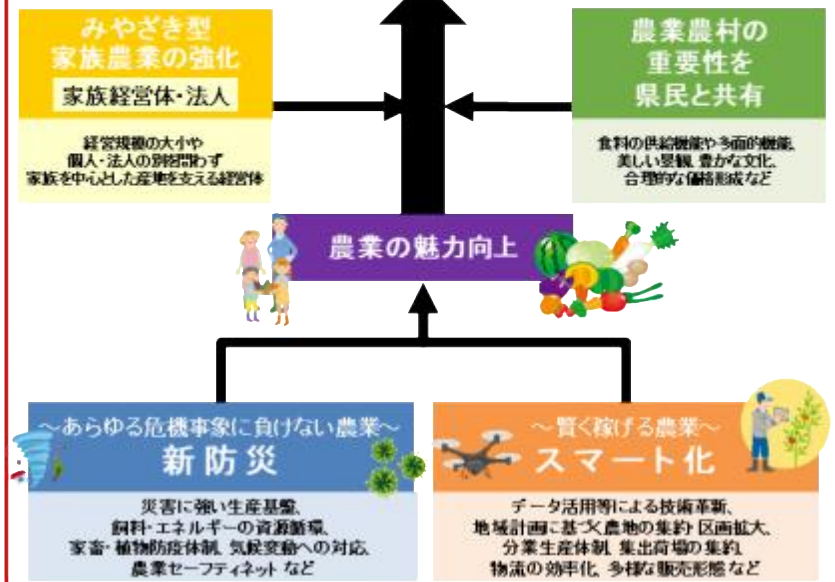 みやざき型
家族農業の強化
家族経営体・法人
経営規模の大小や
個人・法人の別を問わず
家族を中心とした産地を支える経営体
農業農村の
重要性を
県民と共有
食料の供給機能や多面的機能、
美しい景観、豊かな文化、
合理的な価格形成など
農業の魅力向上
～あらゆる危機事象に負けない農業～
新防災
災害に強い生産基盤、
飼料・エネルギーの資源循環、
家畜・植物防疫体制、気候変動への対応、
農業セーフティネットなど
～賢く稼げる農業～
スマート化
データ活用等による技術革新、
地域計画に基づく農地の集約・区画拡大、
分業生産体制、集出荷場の集約、
物流の効率化、多様な販売形態など